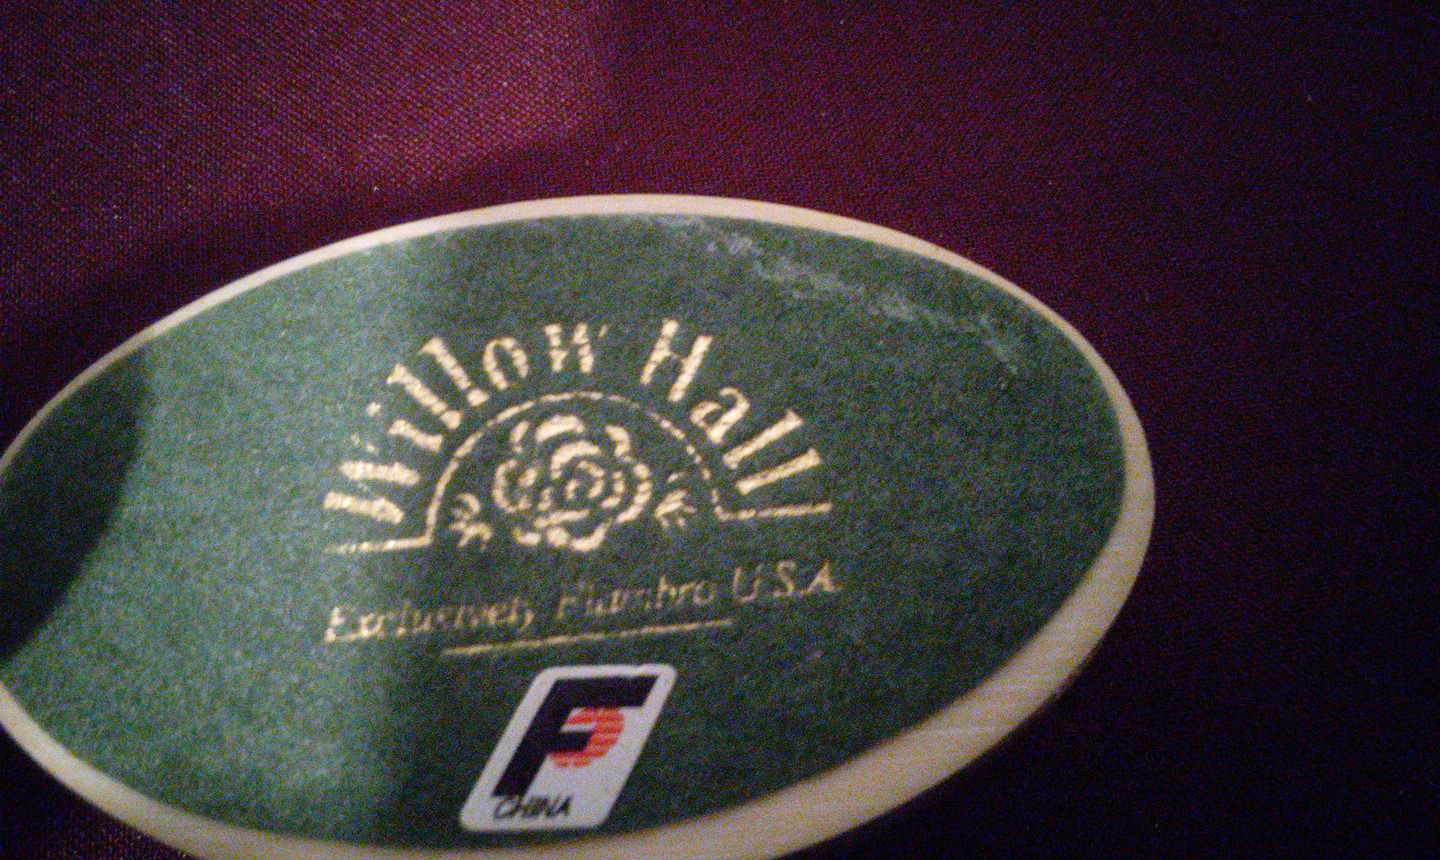 Willow Hall
Exclusively Flambro U.S.A.
F
CHINA